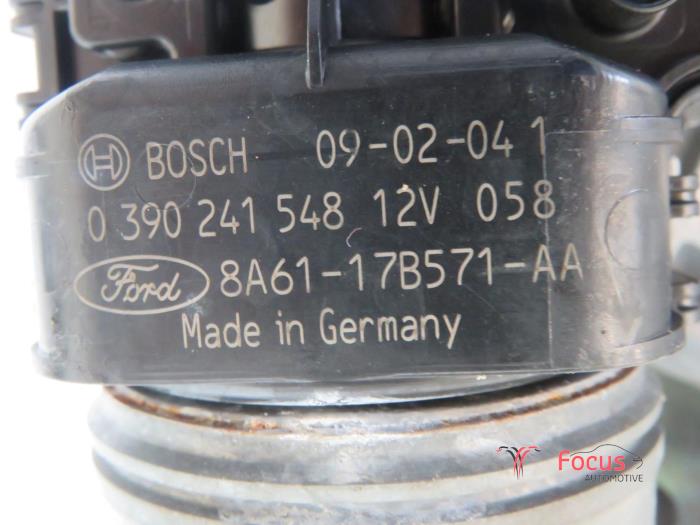 BOSCH 09-02-04 1
0 390 241 548 12V 058
Ford 8A61-17B571-AA
Made in Germany
Focus
AUTOMOTIVE